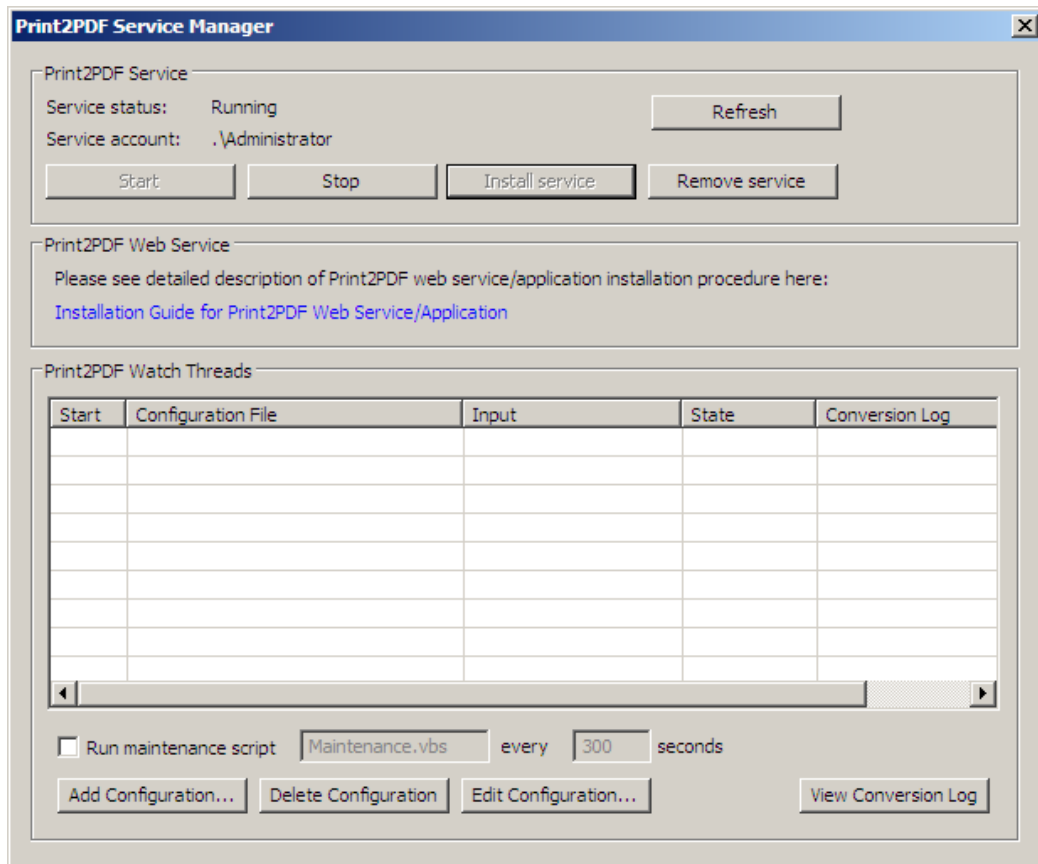 Print2PDF Service Manager
Print2PDF Service
Service status: Running
Refresh
Service account: .\Administrator
Start Stop Install service Remove service
Print2PDF Web Service
Please see detailed description of Print2PDF web service/application installation procedure here:
Installation Guide for Print2PDF Web Service/Application
Print2PDF Watch Threads
Start Configuration File Input State Conversion Log
Run maintenance script Maintenance.vbs every 300 seconds
Add Configuration... Delete Configuration Edit Configuration... View Conversion Log